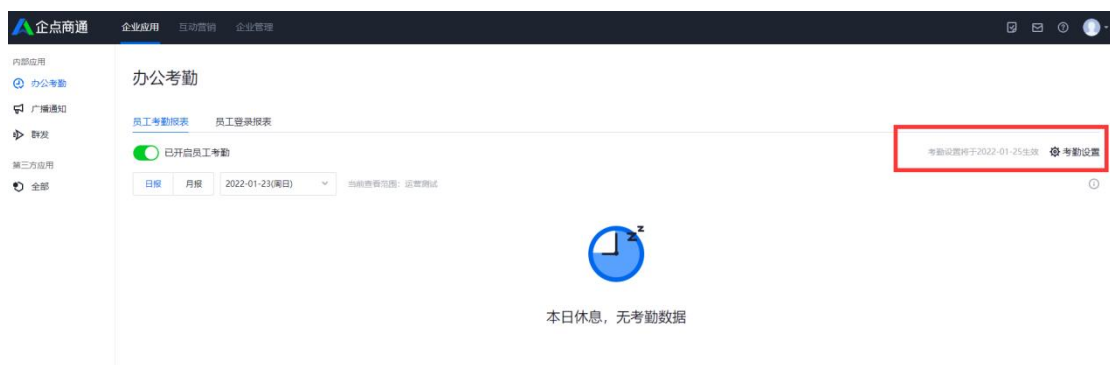 企点商通 企业应用 互动营销 企业管理
内部应用
办公考勤
广播通知
群发
第三方应用
全部
办公考勤
员工考勤报表 员工登录报表
已开启员工考勤 考勤设置将于2022-01-25生效 考勤设置
日报 月报 2022-01-23(周日) 当前查看范围：运营测试
zz
本日休息，无考勤数据